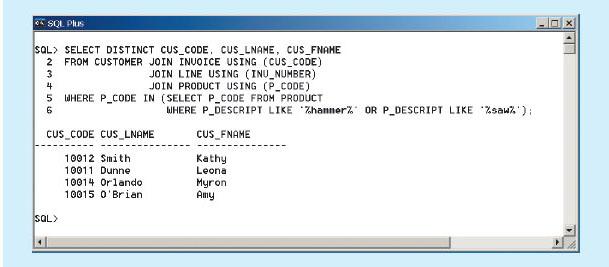 SQL Plus
SQL> SELECT DISTINCT CUS_CODE, CUS_LNAME, CUS_FNAME
2 FROM CUSTOMER JOIN INVOICE USING (CUS_CODE)
3 JOIN LINE USING (INV_NUMBER)
4 JOIN PRODUCT USING (P_CODE)
5 WHERE P_CODE IN (SELECT P_CODE FROM PRODUCT
6 WHERE P_DESCRIPT LIKE '%hammer%' OR P_DESCRIPT LIKE '%saw%');
CUS_CODE CUS_LNAME CUS_FNAME
---------- --------------- ---------------
10012 Smith Kathy
10011 Dunne Leona
10014 Orlando Myron
10015 O'Brian Amy
SQL>